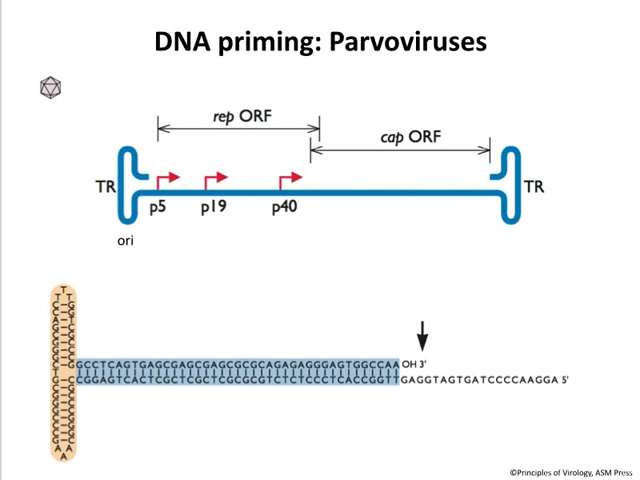 DNA priming: Parvoviruses
rep ORF
cap ORF
TR
TR
p5
p19
p40
ori
GCCTCAGTGAGCGAGCGAGCGCGCAGAGAGGGAGTGGCCAA OH 3'
CGGAGTCACTCGCTCGCTCGCGCGTCTCTCCCTCACCGGTTGAGGTAGTGATCCCCAAGGA 5'
©Principles of Virology, ASM Press